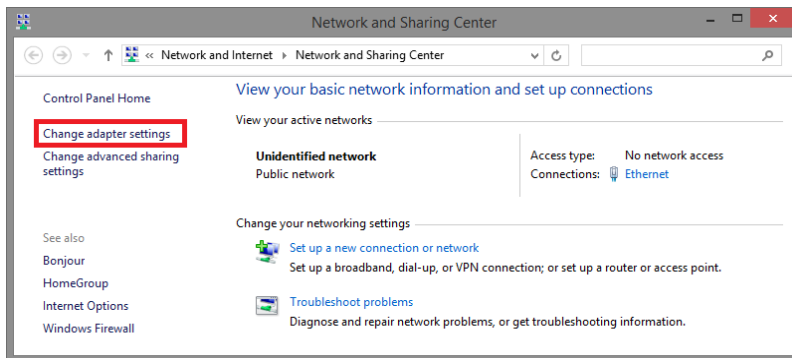 Network and Sharing Center
« Network and Internet Network and Sharing Center
Control Panel Home
Change adapter settings
Change advanced sharing
settings
See also
Bonjour
HomeGroup
Internet Options
Windows Firewall
View your basic network information and set up connections
View your active networks
Unidentified network
Public network
Access type: No network access
Connections: Ethernet
Change your networking settings
Set up a new connection or network
Set up a broadband, dial-up, or VPN connection; or set up a router or access point.
Troubleshoot problems
Diagnose and repair network problems, or get troubleshooting information.